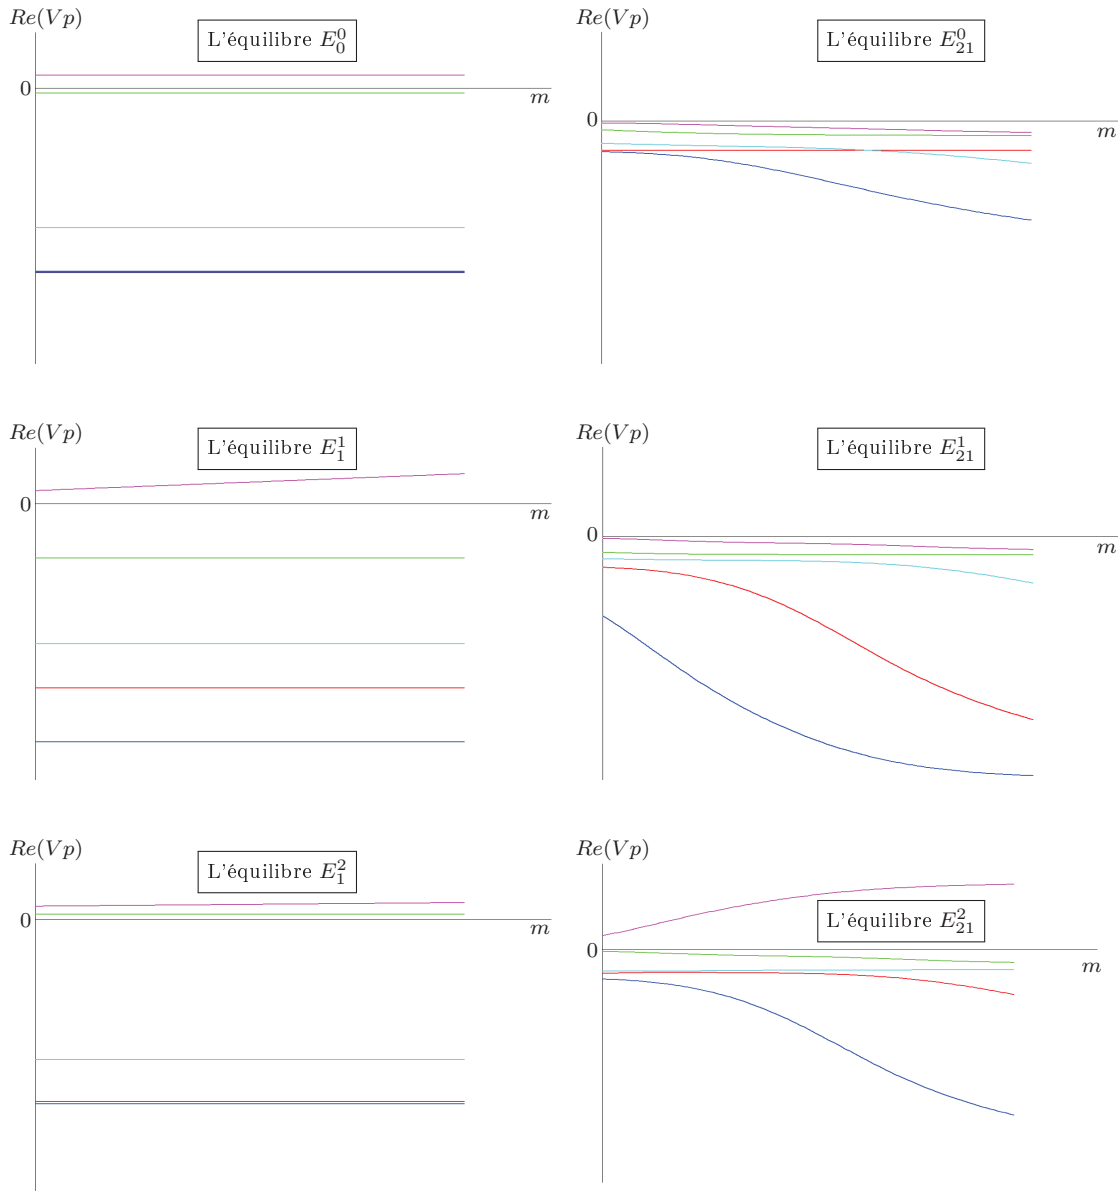 Re(Vp)
L'équilibre $E_0^0$
0
m
Re(Vp)
L'équilibre $E_{21}^0$
0
m
Re(Vp)
L'équilibre $E_1^1$
0
m
Re(Vp)
L'équilibre $E_{21}^1$
0
m
Re(Vp)
L'équilibre $E_1^2$
0
m
Re(Vp)
L'équilibre $E_{21}^2$
0
m